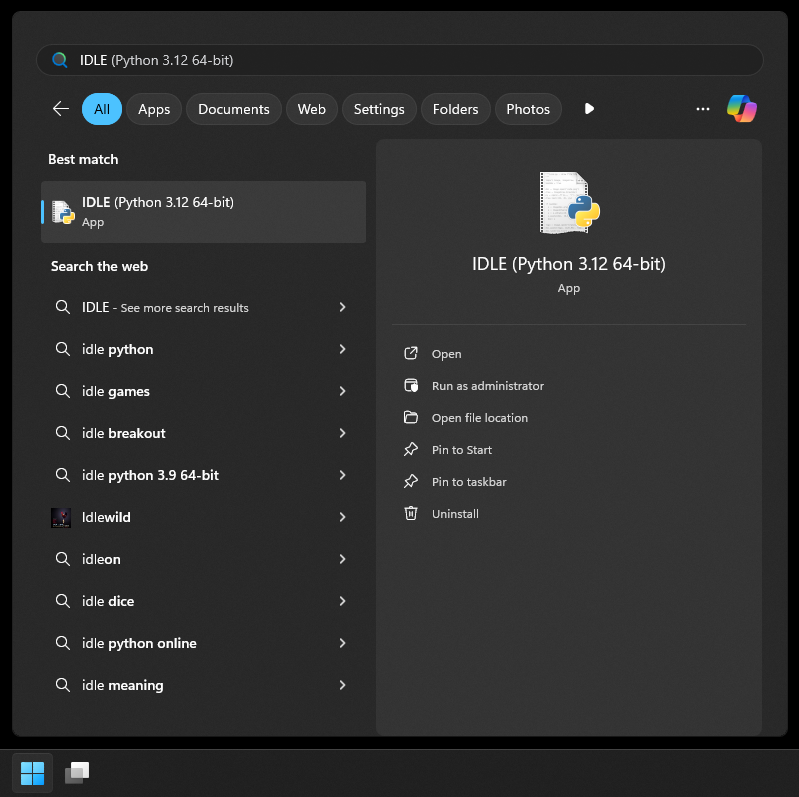 IDLE (Python 3.12 64-bit)
All
Apps
Documents
Web
Settings
Folders
Photos
Best match
IDLE (Python 3.12 64-bit)
App
Search the web
IDLE - See more search results
idle python
idle games
idle breakout
idle python 3.9 64-bit
Idlewild
idleon
idle dice
idle python online
idle meaning
IDLE (Python 3.12 64-bit)
App
Open
Run as administrator
Open file location
Pin to Start
Pin to taskbar
Uninstall